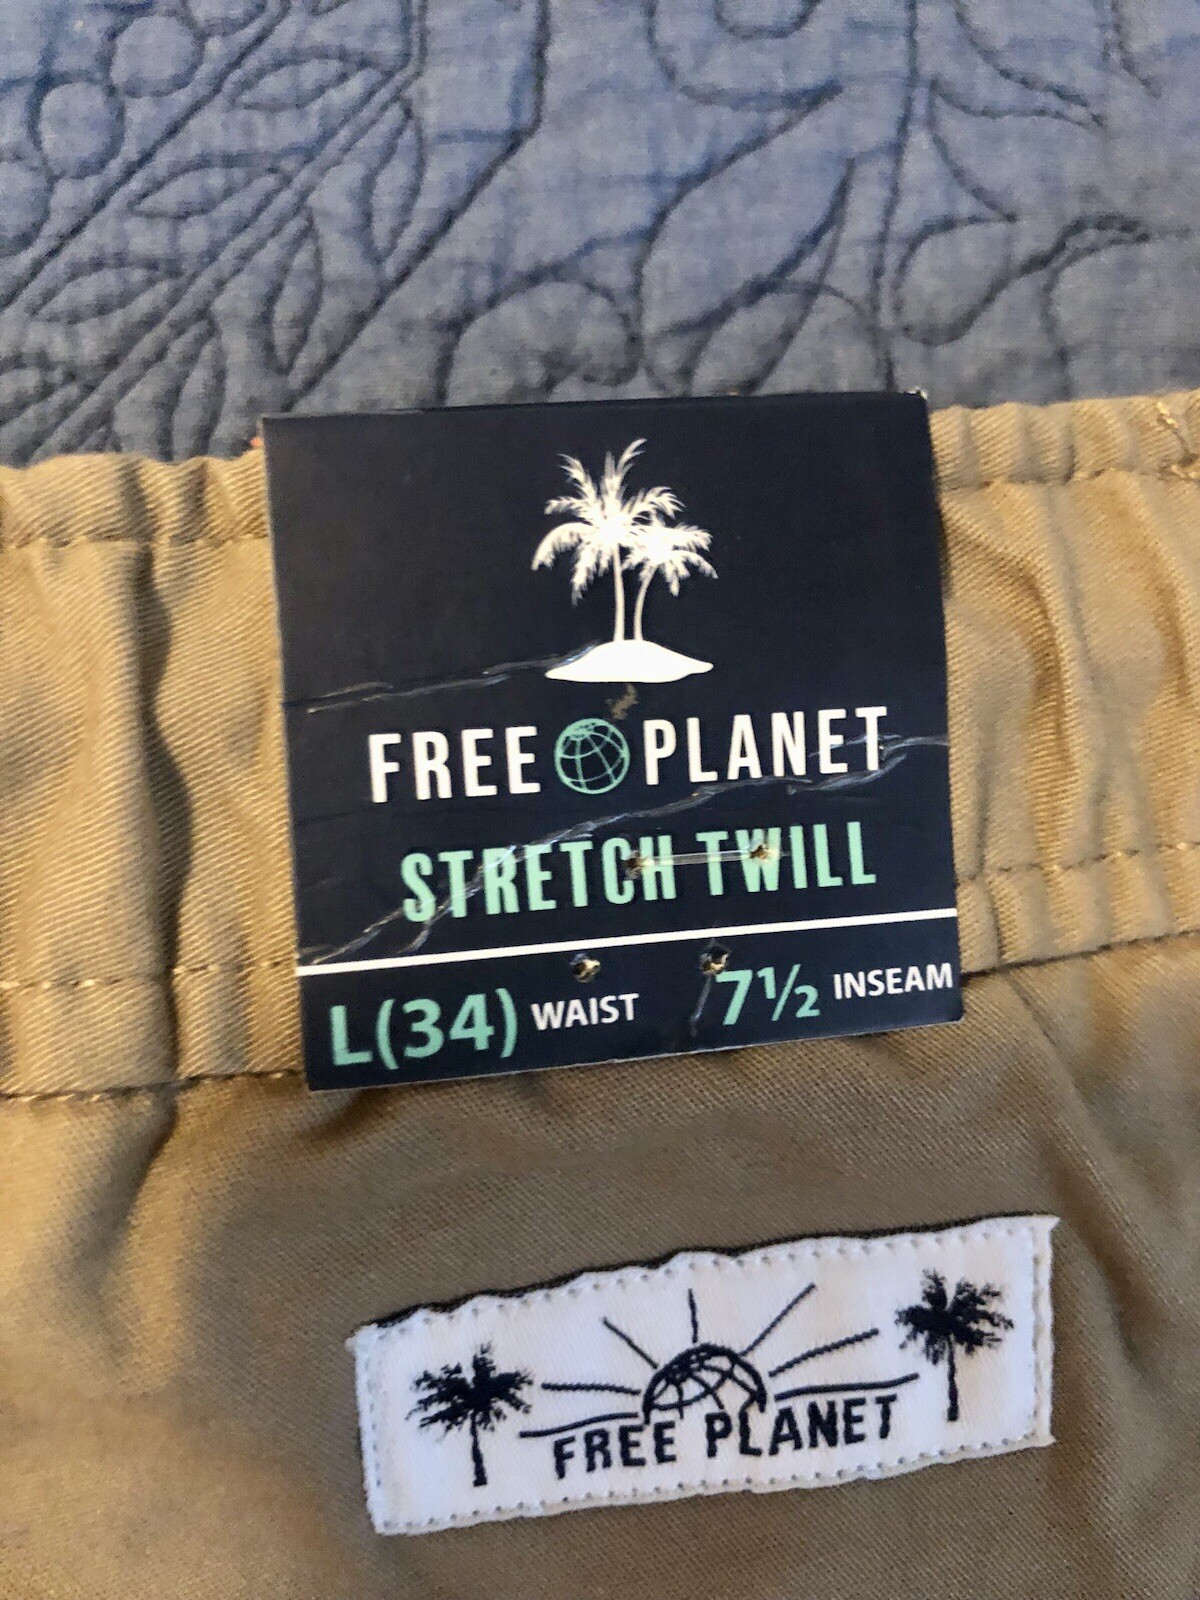 FREE PLANET
STRETCH TWILL
L(34) WAIST 7½ INSEAM
FREE PLANET